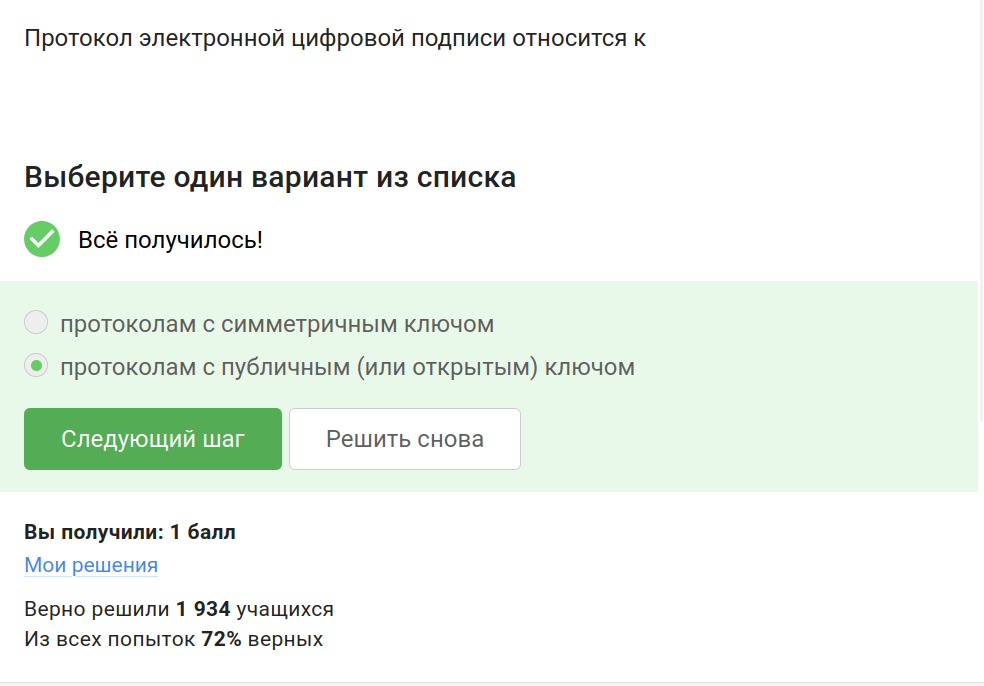 Протокол электронной цифровой подписи относится к
Выберите один вариант из списка
Всё получилось!
протоколам с симметричным ключом
протоколам с публичным (или открытым) ключом
Следующий шаг
Решить снова
Вы получили: 1 балл
Мои решения
Верно решили 1 934 учащихся
Из всех попыток 72% верных